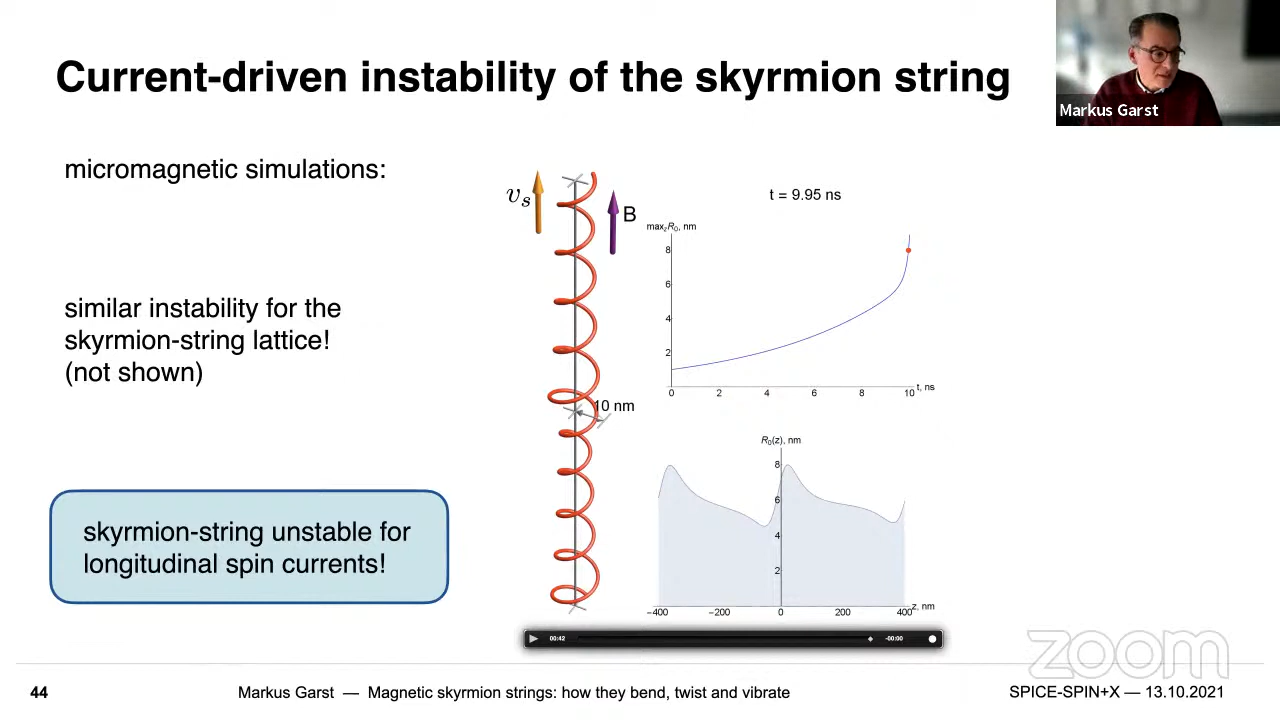 Current-driven instability of the skyrmion string
Markus Garst
micromagnetic simulations:
similar instability for the
skyrmion-string lattice!
(not shown)
skyrmion-string unstable for
longitudinal spin currents!
v_s
B
10 nm
t = 9.95 ns
max_z R_0, nm
8
6
4
2
0 2 4 6 8 10 t, ns
R_0(z), nm
8
6
4
2
−400 −200 0 200 400 z, nm
00:42 -00:00
zoom
44 Markus Garst — Magnetic skyrmion strings: how they bend, twist and vibrate SPICE-SPIN+X — 13.10.2021